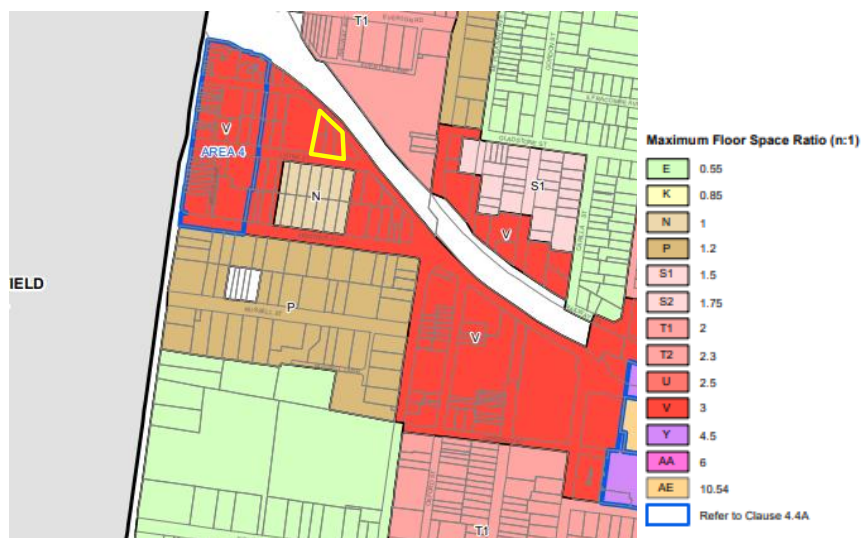 T1
V
AREA 4
N
GLADSTONE ST
S1
V
IELD
P
V
T1
Maximum Floor Space Ratio (n:1)
E 0.55
K 0.85
N 1
P 1.2
S1 1.5
S2 1.75
T1 2
T2 2.3
U 2.5
V 3
Y 4.5
AA 6
AE 10.54
Refer to Clause 4.4A